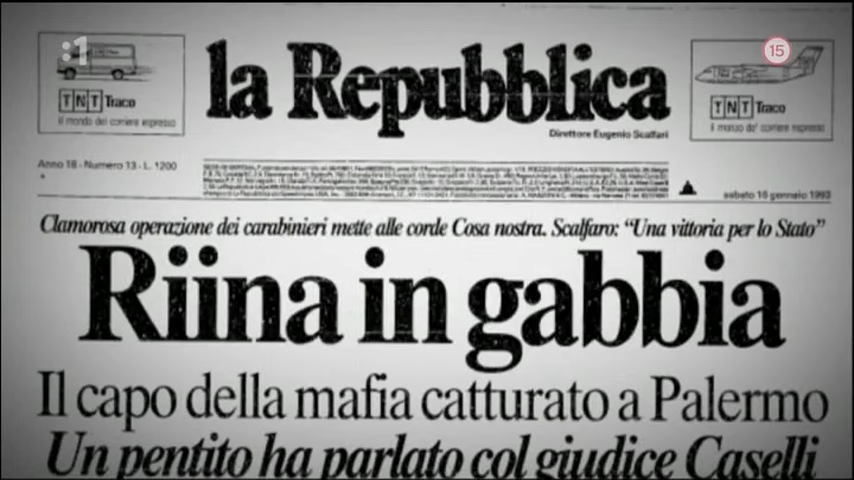 :1
15
la Repubblica
TNT Traco
il mondo del corriere espresso
TNT Traco
il mondo del corriere espresso
Direttore Eugenio Scalfari
Anno 18 - Numero 13 - L. 1200
sabato 16 gennaio 1993
Clamorosa operazione dei carabinieri mette alle corde Cosa nostra. Scalfaro: “Una vittoria per lo Stato”
Riina in gabbia
Il capo della mafia catturato a Palermo
Un pentito ha parlato col giudice Caselli